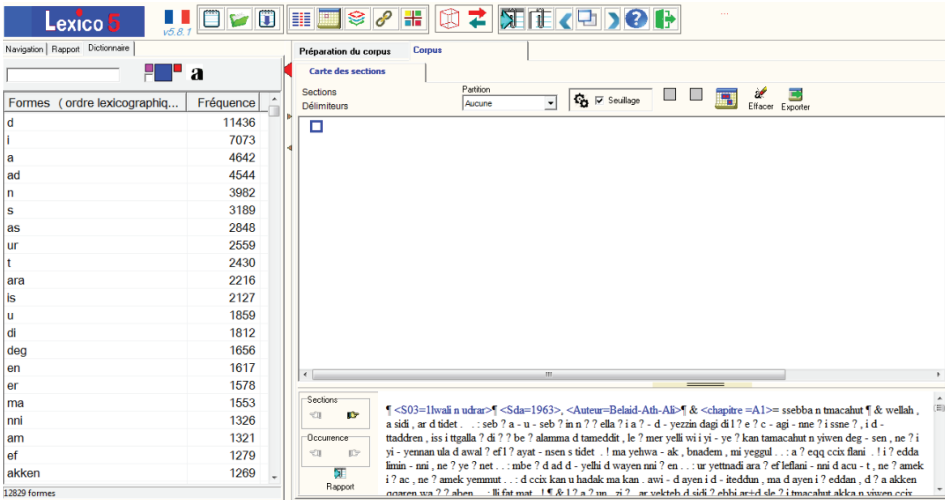 Lexico 5
v5.8.1
...
Navigation Rapport Dictionnaire
Préparation du corpus Corpus
Carte des sections
a
Sections
Délimiteurs
Partition
Aucune
Seuillage
Effacer Exporter
Formes ( ordre lexicographiq... Fréquence
d 11436
i 7073
a 4642
ad 4544
n 3982
s 3189
as 2848
ur 2559
t 2430
ara 2216
is 2127
u 1859
di 1812
deg 1656
en 1617
er 1578
ma 1553
nni 1326
am 1321
ef 1279
akken 1269
12829 formes
Sections
Occurrence
Rapport
¶ <S03=1lwali n udrar>¶ <Sda=1963>, <Auteur=Belaid-Ath-Ali>¶ & <chapitre =A1>= ssebba n tmacahut ¶ & wellah ,
a sidi , ar d tidet . . : seb ? a - u - seb ? in n ? ? ella ? i a ? - d - yezzin dagi di l ? e ? c - agi - nne ? i ssne ? , i d -
ttaddren , iss i ttgalla ? di ? ? be ? alamma d tameddit , le ? mer yelli wi i yi - ye ? kan tamacahut n yiwen deg - sen , ne ? i
yi - yennan ula d awal ? ef l ? ayat - nsen s tidet . ! ma yehwa - ak , bnadem , mi yeggul . . : a ? eqq ccix flani . ! i ? edda
limin - nni , ne ? ye ? net . . : mbe ? d ad d - yelhi d wayen nni ? en . . : ur yettnadi ara ? ef leflani - nni d acu - t , ne ? amek
i ? ac , ne ? amek yemmut . . : d ccix kan u hadak ma kan . awi - d ayen i d - iteddun , ma d ayen i ? eddan , d ? a akken